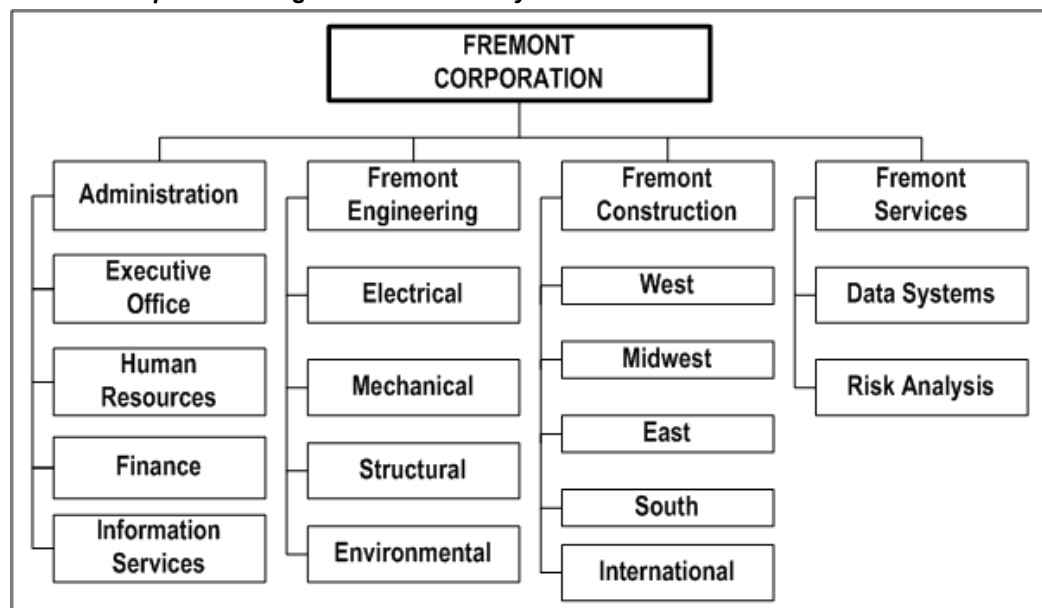 FREMONT
CORPORATION
Administration
Executive
Office
Human
Resources
Finance
Information
Services
Fremont
Engineering
Electrical
Mechanical
Structural
Environmental
Fremont
Construction
West
Midwest
East
South
International
Fremont
Services
Data Systems
Risk Analysis